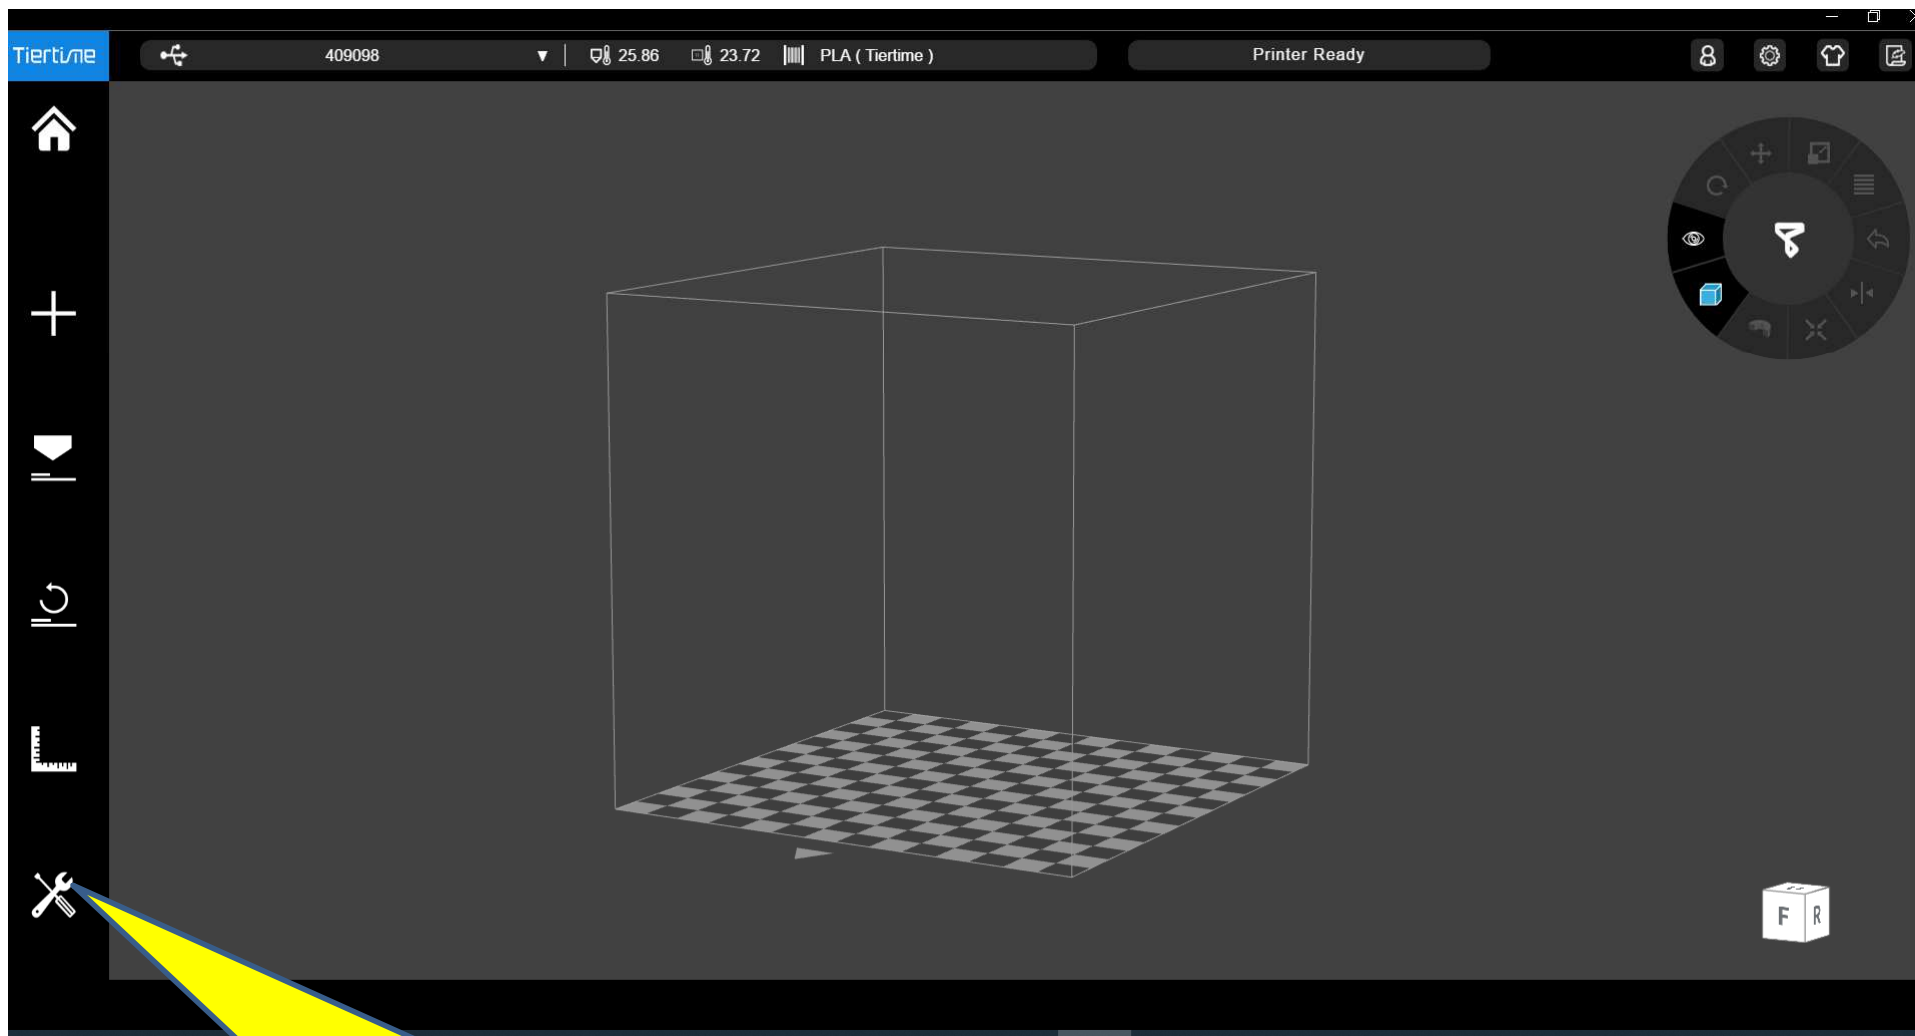 Tiertime
409098
25.86
23.72
PLA ( Tiertime )
Printer Ready
F
R